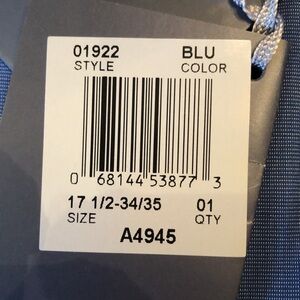 01922 BLU
STYLE COLOR
0 68144 53877 3
17 1/2-34/35 01
SIZE QTY
A4945